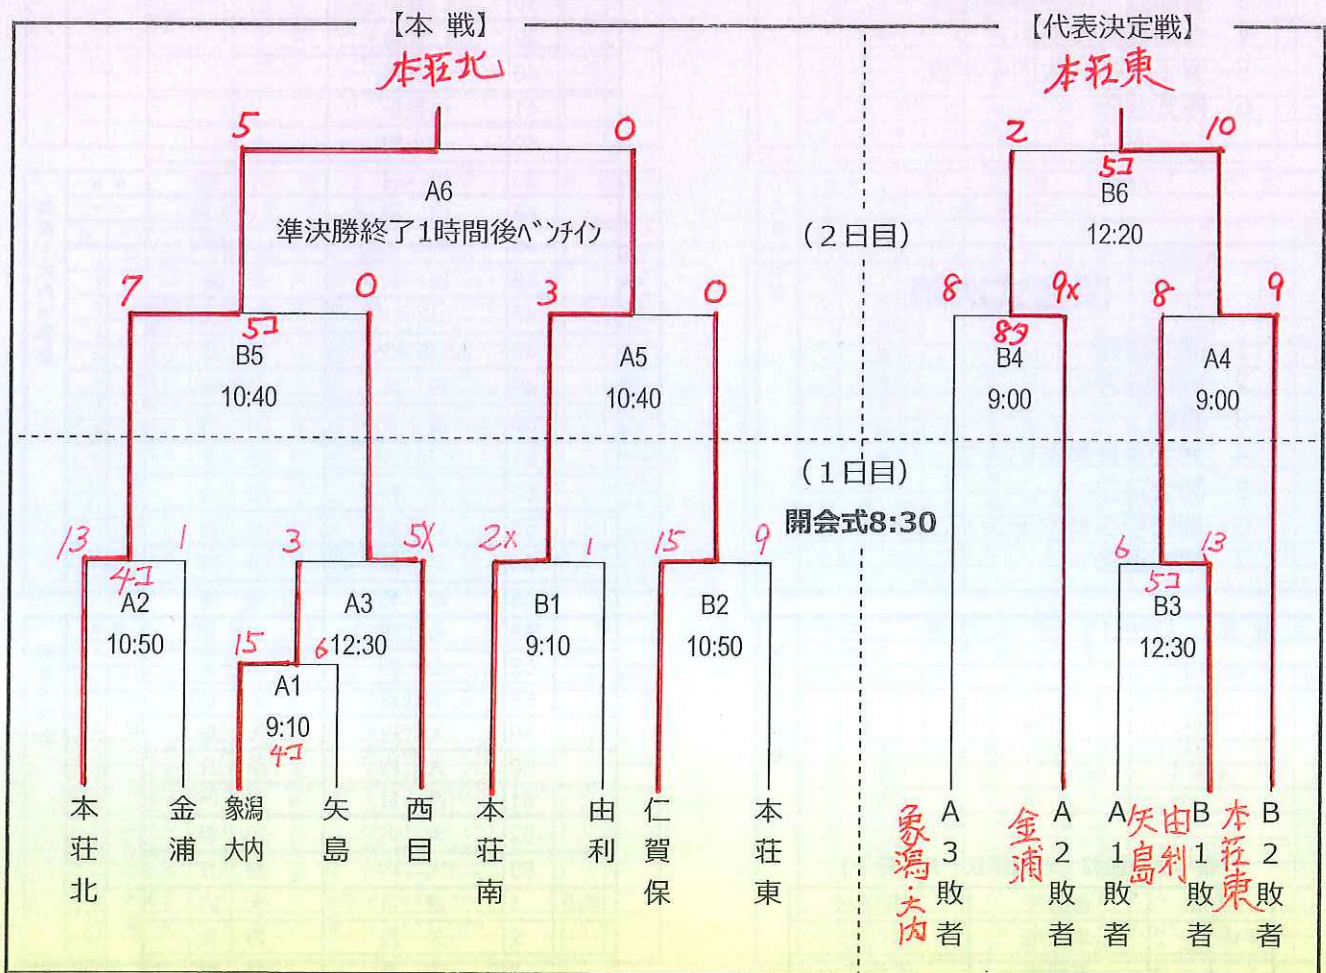 【本 戦】 【代表決定戦】
本荘北 本荘東
5 0 2 10
5コ
A6 B6
準決勝終了1時間後ベンチイン (2日目) 12:20
7 0 3 0 8 9x 8 9
5コ 8タ
B5 A5 B4 A4
10:40 10:40 9:00 9:00
(1日目)
開会式8:30
13 1 3 5x 2x 1 15 9 6 13
4コ 5コ
A2 A3 B1 B2 B3
10:50 12:30 9:10 10:50 12:30
15 6
A1
9:10
4コ
本荘北
金浦
象潟
大内
矢島
西目
本荘南
由利
仁賀保
本荘東
象潟・大内
A3敗者
金浦
A2敗者
A1敗者
矢島
由利
B1敗者
本荘東
B2敗者